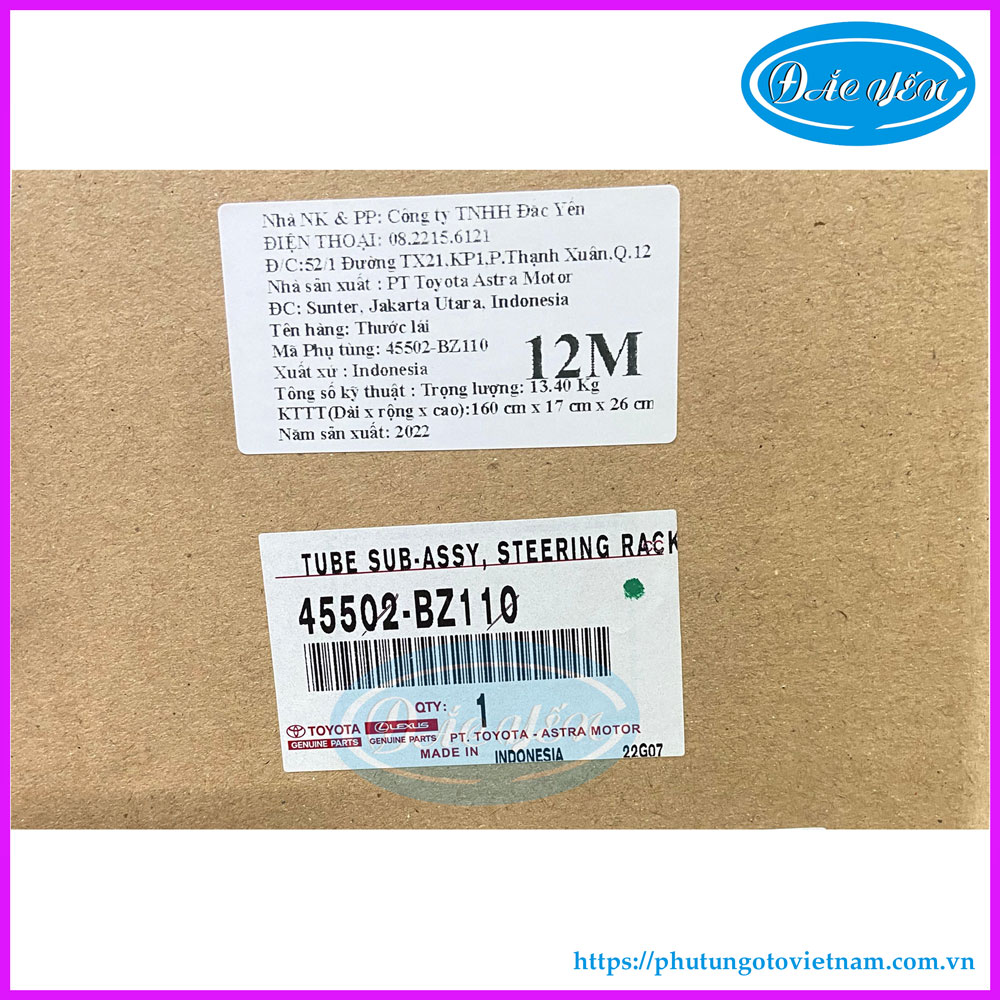 ĐẮC YẾN
Nhà NK & PP: Công ty TNHH Đắc Yến
ĐIỆN THOẠI: 08.2215.6121
Đ/C:52/1 Đường TX21.KP1,P.Thạnh Xuân.Q.12
Nhà sản xuất : PT Toyota Astra Motor
ĐC: Sunter, Jakarta Utara, Indonesia
Tên hàng: Thước lái
Mã Phụ tùng: 45502-BZ110
12M
Xuất xứ : Indonesia
Tông số kỹ thuật : Trọng lượng: 13.40 Kg
KTTT(Dài x rộng x cao):160 cm x 17 cm x 26 cm
Năm sản xuất: 2022
TUBE SUB-ASSY, STEERING RACK
45502-BZ110
QTY: 1
ĐẮC YẾN
TOYOTA LEXUS
GENUINE PARTS GENUINE PARTS PT. TOYOTA - ASTRA MOTOR
MADE IN INDONESIA 22G07
https://phutungotovietnam.com.vn